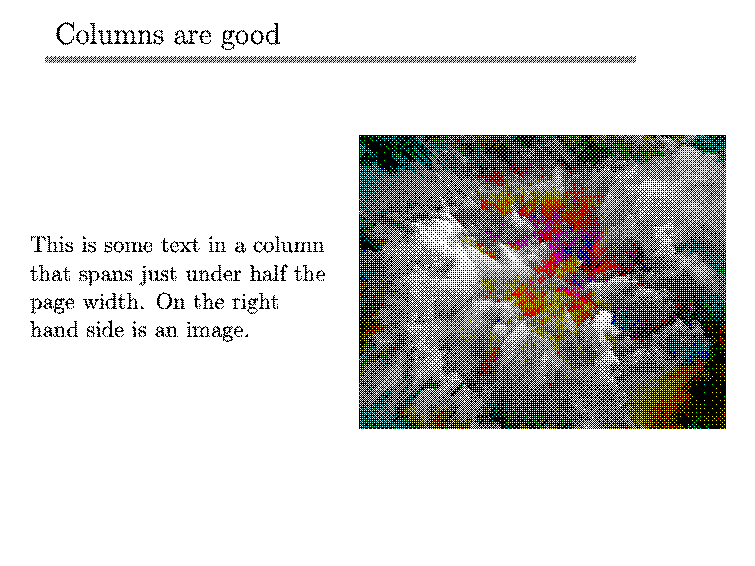 Columns are good
This is some text in a column
that spans just under half the
page width. On the right
hand side is an image.